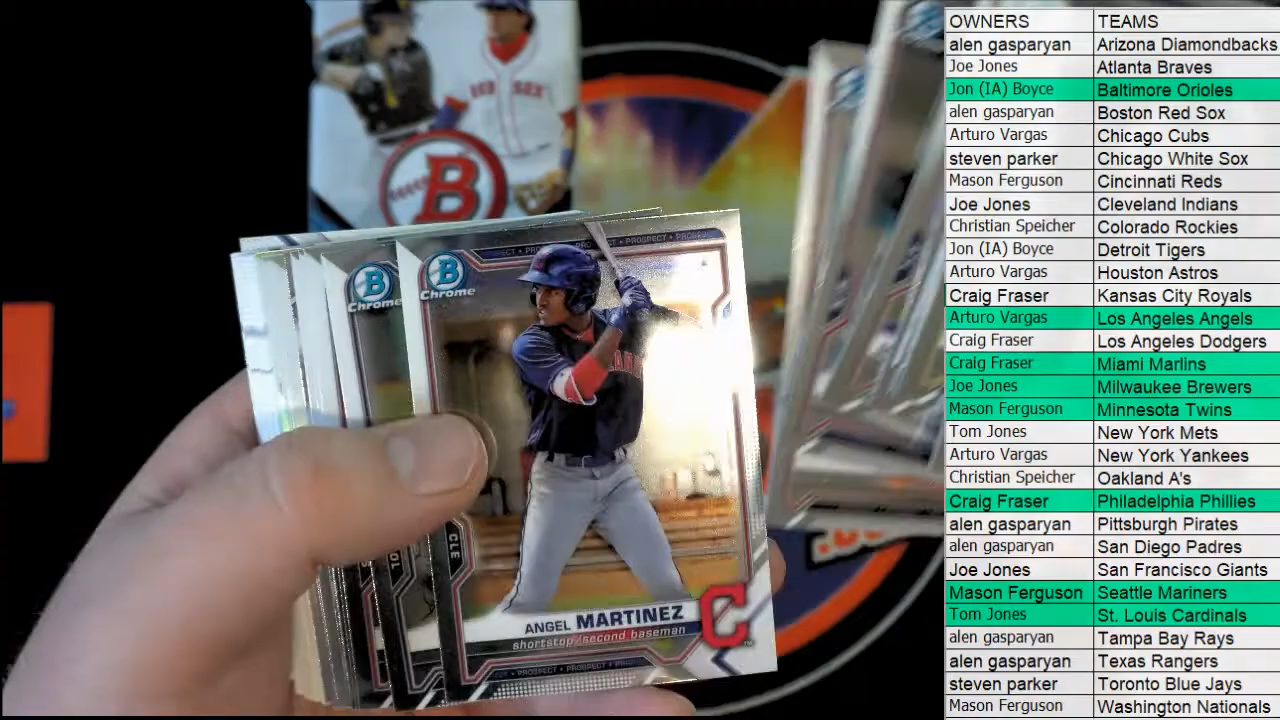 OWNERS TEAMS
alen gasparyan Arizona Diamondbacks
Joe Jones Atlanta Braves
Jon (IA) Boyce Baltimore Orioles
alen gasparyan Boston Red Sox
Arturo Vargas Chicago Cubs
steven parker Chicago White Sox
Mason Ferguson Cincinnati Reds
Joe Jones Cleveland Indians
Christian Speicher Colorado Rockies
Jon (IA) Boyce Detroit Tigers
Arturo Vargas Houston Astros
Craig Fraser Kansas City Royals
Arturo Vargas Los Angeles Angels
Craig Fraser Los Angeles Dodgers
Craig Fraser Miami Marlins
Joe Jones Milwaukee Brewers
Mason Ferguson Minnesota Twins
Tom Jones New York Mets
Arturo Vargas New York Yankees
Christian Speicher Oakland A's
Craig Fraser Philadelphia Phillies
alen gasparyan Pittsburgh Pirates
alen gasparyan San Diego Padres
Joe Jones San Francisco Giants
Mason Ferguson Seattle Mariners
Tom Jones St. Louis Cardinals
alen gasparyan Tampa Bay Rays
alen gasparyan Texas Rangers
steven parker Toronto Blue Jays
Mason Ferguson Washington Nationals
B
B
Chrome
B
Chrome
PROSPECT • PROSPECT
CLE
ANGEL MARTINEZ
shortstop/second baseman
C
PROSPECT